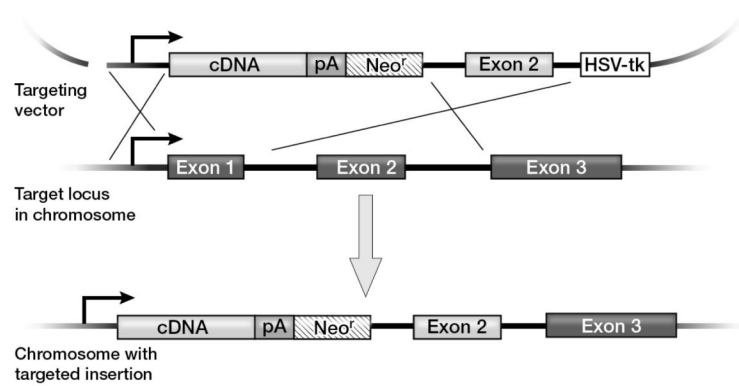 cDNA pA Neoʳ Exon 2 HSV-tk
Targeting
vector
Exon 1 Exon 2 Exon 3
Target locus
in chromosome
cDNA pA Neoʳ Exon 2 Exon 3
Chromosome with
targeted insertion